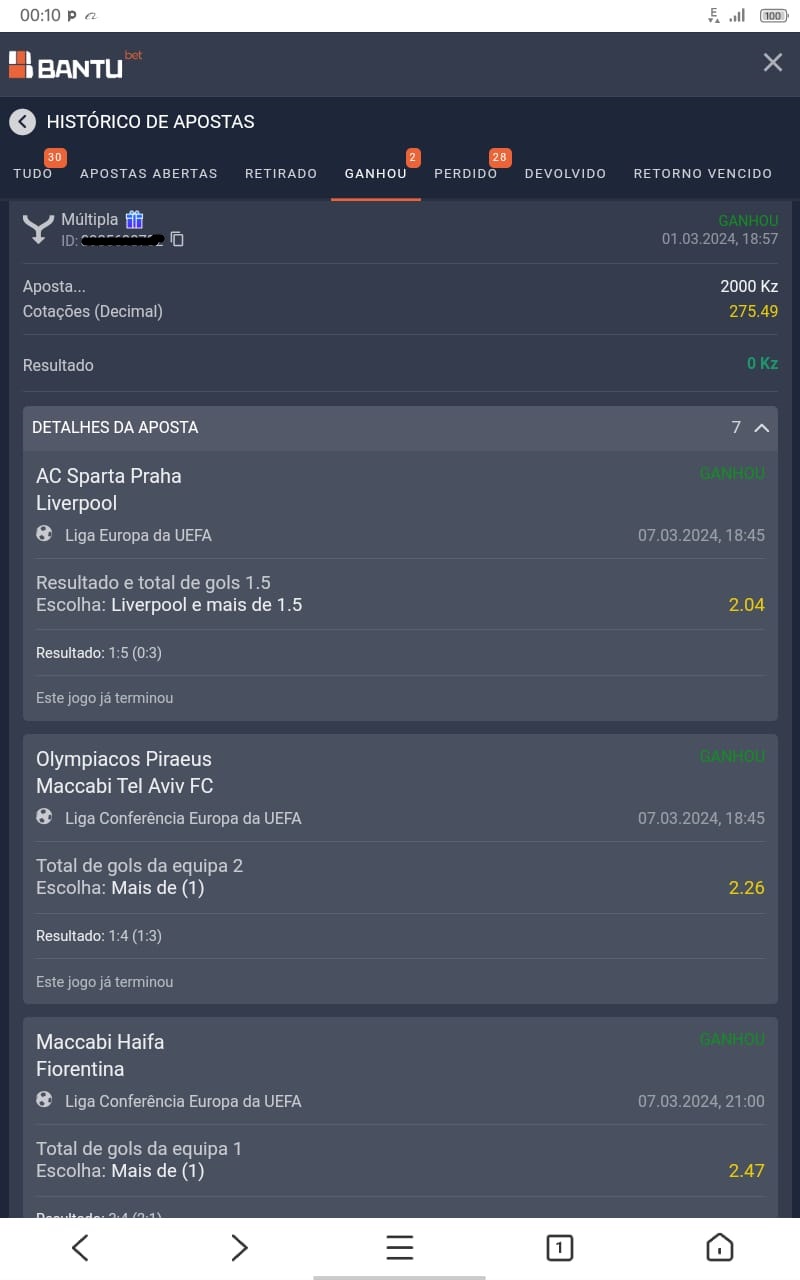 00:10
E
100
BANTU bet
HISTÓRICO DE APOSTAS
30
2
28
TUDO APOSTAS ABERTAS RETIRADO GANHOU PERDIDO DEVOLVIDO RETORNO VENCIDO
Múltipla GANHOU
ID: 01.03.2024, 18:57
Aposta... 2000 Kz
Cotações (Decimal) 275.49
Resultado 0 Kz
DETALHES DA APOSTA 7
AC Sparta Praha GANHOU
Liverpool
Liga Europa da UEFA 07.03.2024, 18:45
Resultado e total de gols 1.5
Escolha: Liverpool e mais de 1.5 2.04
Resultado: 1:5 (0:3)
Este jogo já terminou
Olympiacos Piraeus GANHOU
Maccabi Tel Aviv FC
Liga Conferência Europa da UEFA 07.03.2024, 18:45
Total de gols da equipa 2
Escolha: Mais de (1) 2.26
Resultado: 1:4 (1:3)
Este jogo já terminou
Maccabi Haifa GANHOU
Fiorentina
Liga Conferência Europa da UEFA 07.03.2024, 21:00
Total de gols da equipa 1
Escolha: Mais de (1) 2.47
1